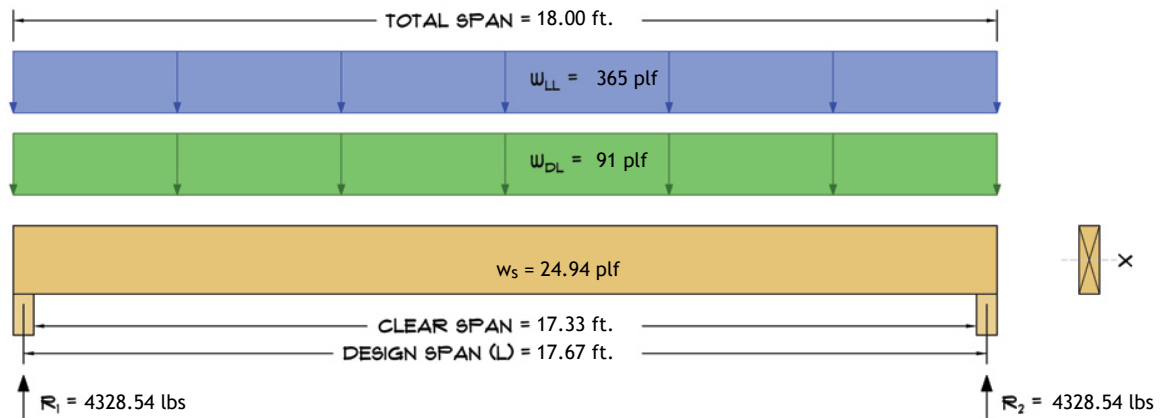 TOTAL SPAN = 18.00 ft.
WLL = 365 plf
WDL = 91 plf
ws = 24.94 plf
X
CLEAR SPAN = 17.33 ft.
DESIGN SPAN (L) = 17.67 ft.
R1 = 4328.54 lbs
R2 = 4328.54 lbs